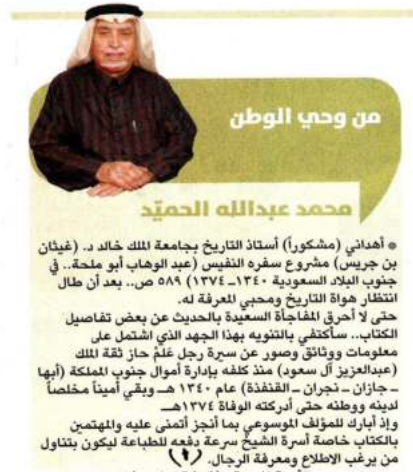 من وحي الوطن
محمد عبدالله الحميّد
* أهداني (مشكوراً) أستاذ التاريخ بجامعة الملك خالد د. (غيثان
بن جريس) مشروع سفره النفيس (عبد الوهاب أبو ملحة.. في
جنوب البلاد السعودية ١٣٤٠ـ ١٣٧٤) ٥٨٩ ص.. بعد أن طال
انتظار هواة التاريخ ومحبي المعرفة له.
حتى لا أحرق المفاجأة السعيدة بالحديث عن بعض تفاصيل
الكتاب.. سأكتفي بالتنويه بهذا الجهد الذي اشتمل على
معلومات ووثائق وصور عن سيرة رجل عَلَمْ حاز ثقة الملك
(عبدالعزيز آل سعود) منذ كلفه بإدارة أموال جنوب المملكة (أبها
ـ جازان ـ نجران ـ القنفذة) عام ١٣٤٠ هـ وبقي أميناً مخلصاً
لدينه ووطنه حتى أدركته الوفاة ١٣٧٤هـ
وإذ أبارك للمؤلف الموسوعي بما أنجز أتمنى عليه والمهتمين
بالكتاب خاصة أسرة الشيخ سرعة دفعه للطباعة ليكون بتناول
من يرغب الاطلاع ومعرفة الرجال.